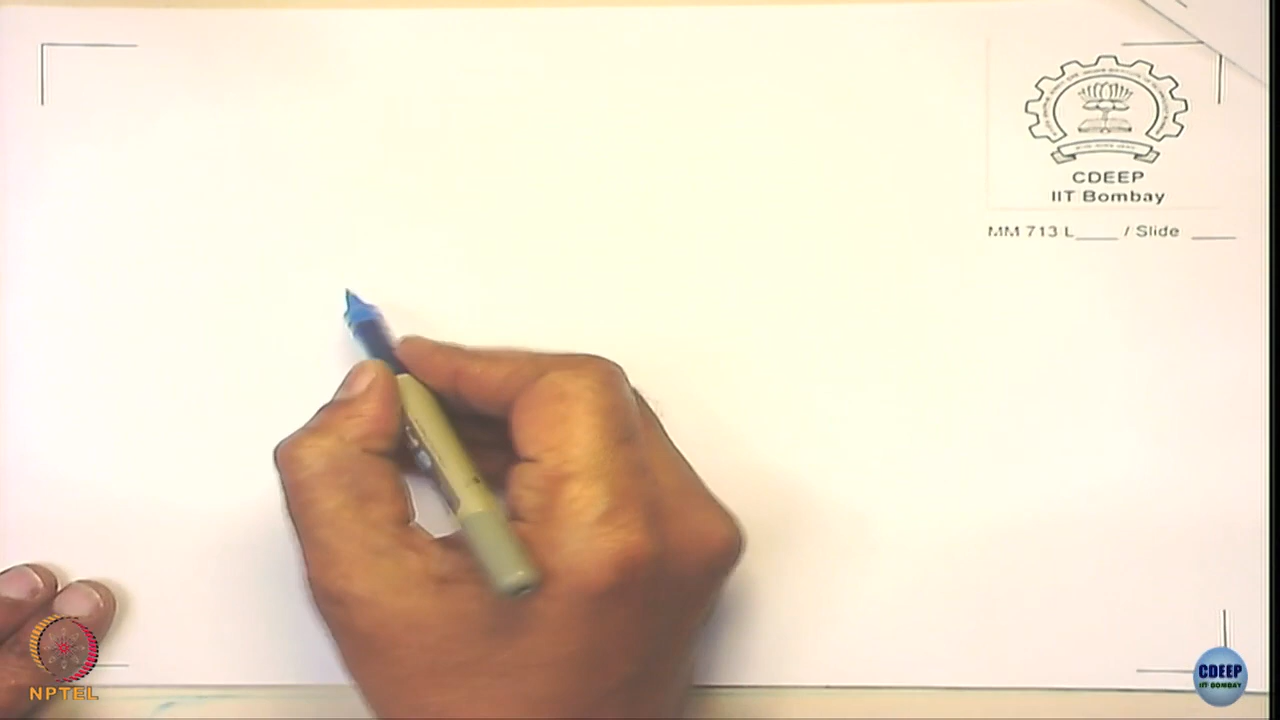 CDEEP
IIT Bombay
MM 713 L____ / Slide ____
NPTEL
CDEEP
IIT BOMBAY